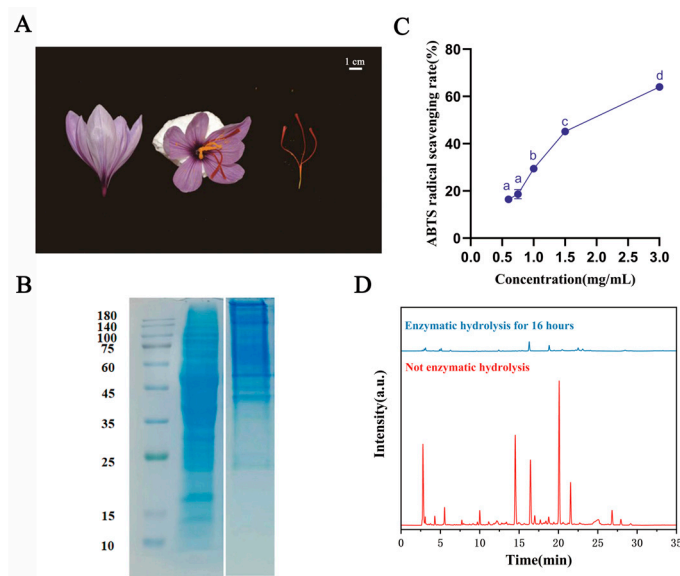 A
1 cm
B
180
140
100
75
60
45
35
25
15
10
C
ABTS radical scavenging rate(%)
80
60
40
20
0
a
a
b
c
d
0.0 0.5 1.0 1.5 2.0 2.5 3.0
Concentration(mg/mL)
D
Enzymatic hydrolysis for 16 hours
Not enzymatic hydrolysis
Intensity(a.u.)
0 5 10 15 20 25 30 35
Time(min)